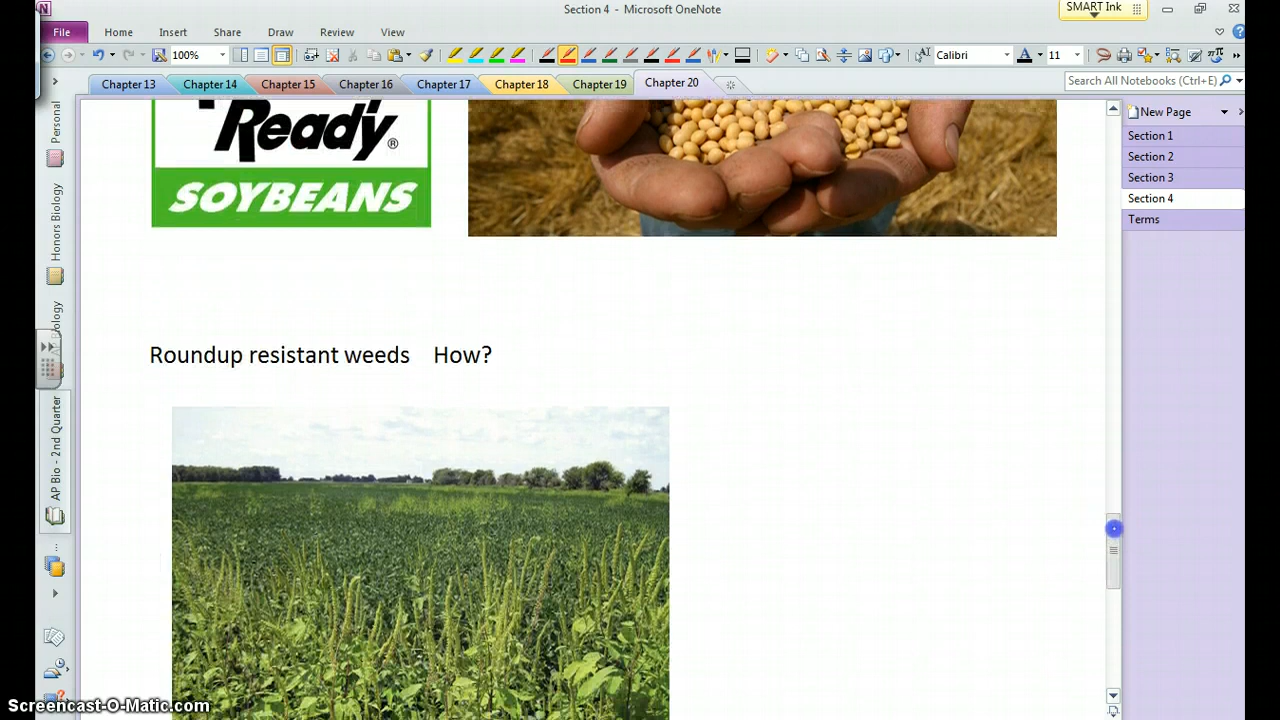 Section 4 - Microsoft OneNote
SMART Ink
File Home Insert Share Draw Review View
100%
Calibri
11
Chapter 13 Chapter 14 Chapter 15 Chapter 16 Chapter 17 Chapter 18 Chapter 19 Chapter 20
Search All Notebooks (Ctrl+E)
Personal
Honors Biology
Biology
AP Bio - 2nd Quarter
Ready®
SOYBEANS
Roundup resistant weeds How?
New Page
Section 1
Section 2
Section 3
Section 4
Terms
Screencast-O-Matic.com